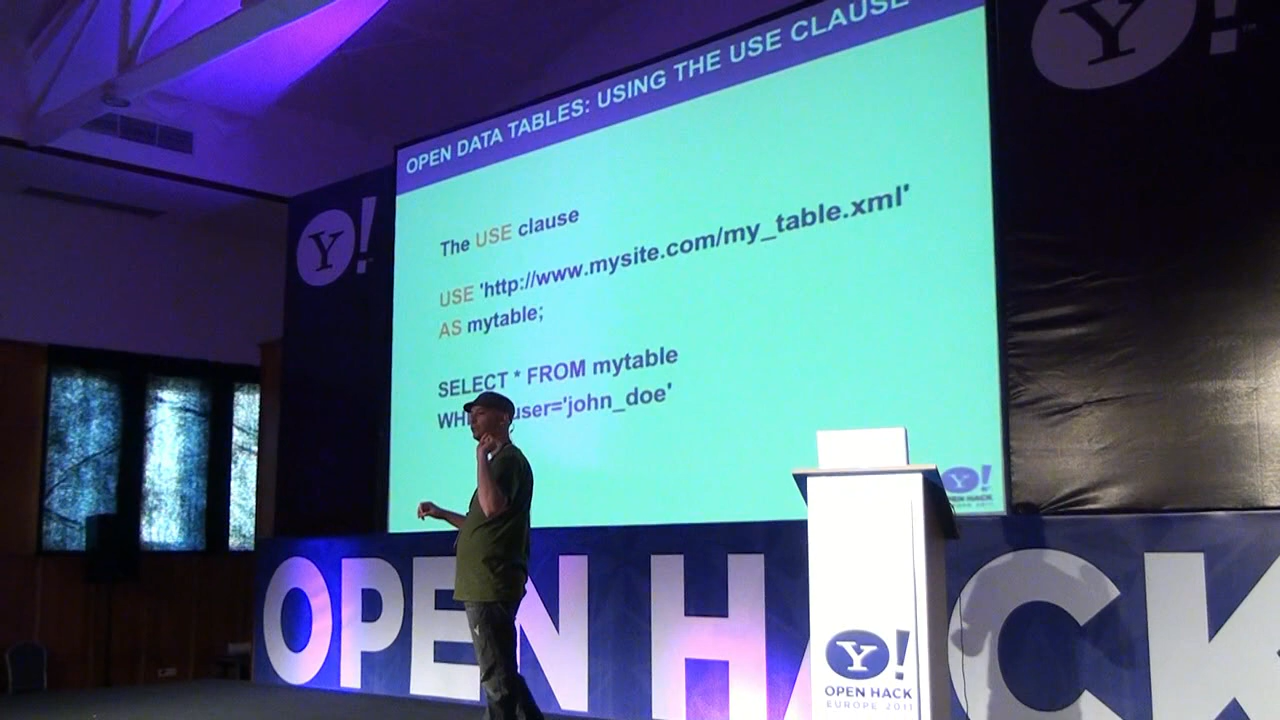 OPEN DATA TABLES: USING THE USE CLAUSE
The USE clause
USE 'http://www.mysite.com/my_table.xml'
AS mytable;
SELECT * FROM mytable
user='john_doe'
Y!
Y!
Y!
OPEN HACK
Y!
OPEN HACK
EUROPE 2011